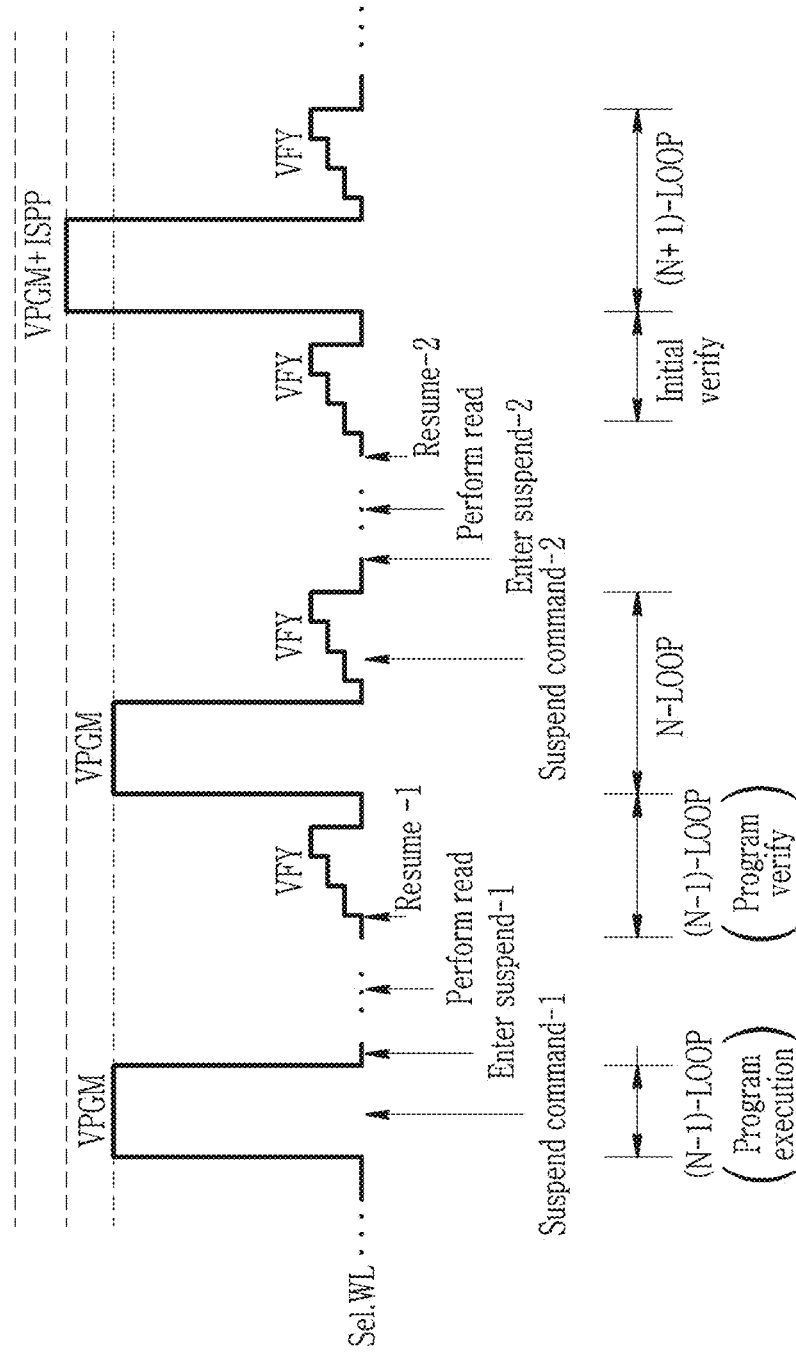 VPGM+ISPP
VPGM
VPGM
VFY
VFY
VFY
Sel.WL
Resume -1
Resume-2
Perform read
Perform read
Enter suspend-1
Enter suspend-2
Suspend command-1
Suspend command-2
(N-1)-LOOP
(Program
execution)
(N-1)-LOOP
(Program
verify)
N-LOOP
Initial
verify
(N+1)-LOOP
VFY